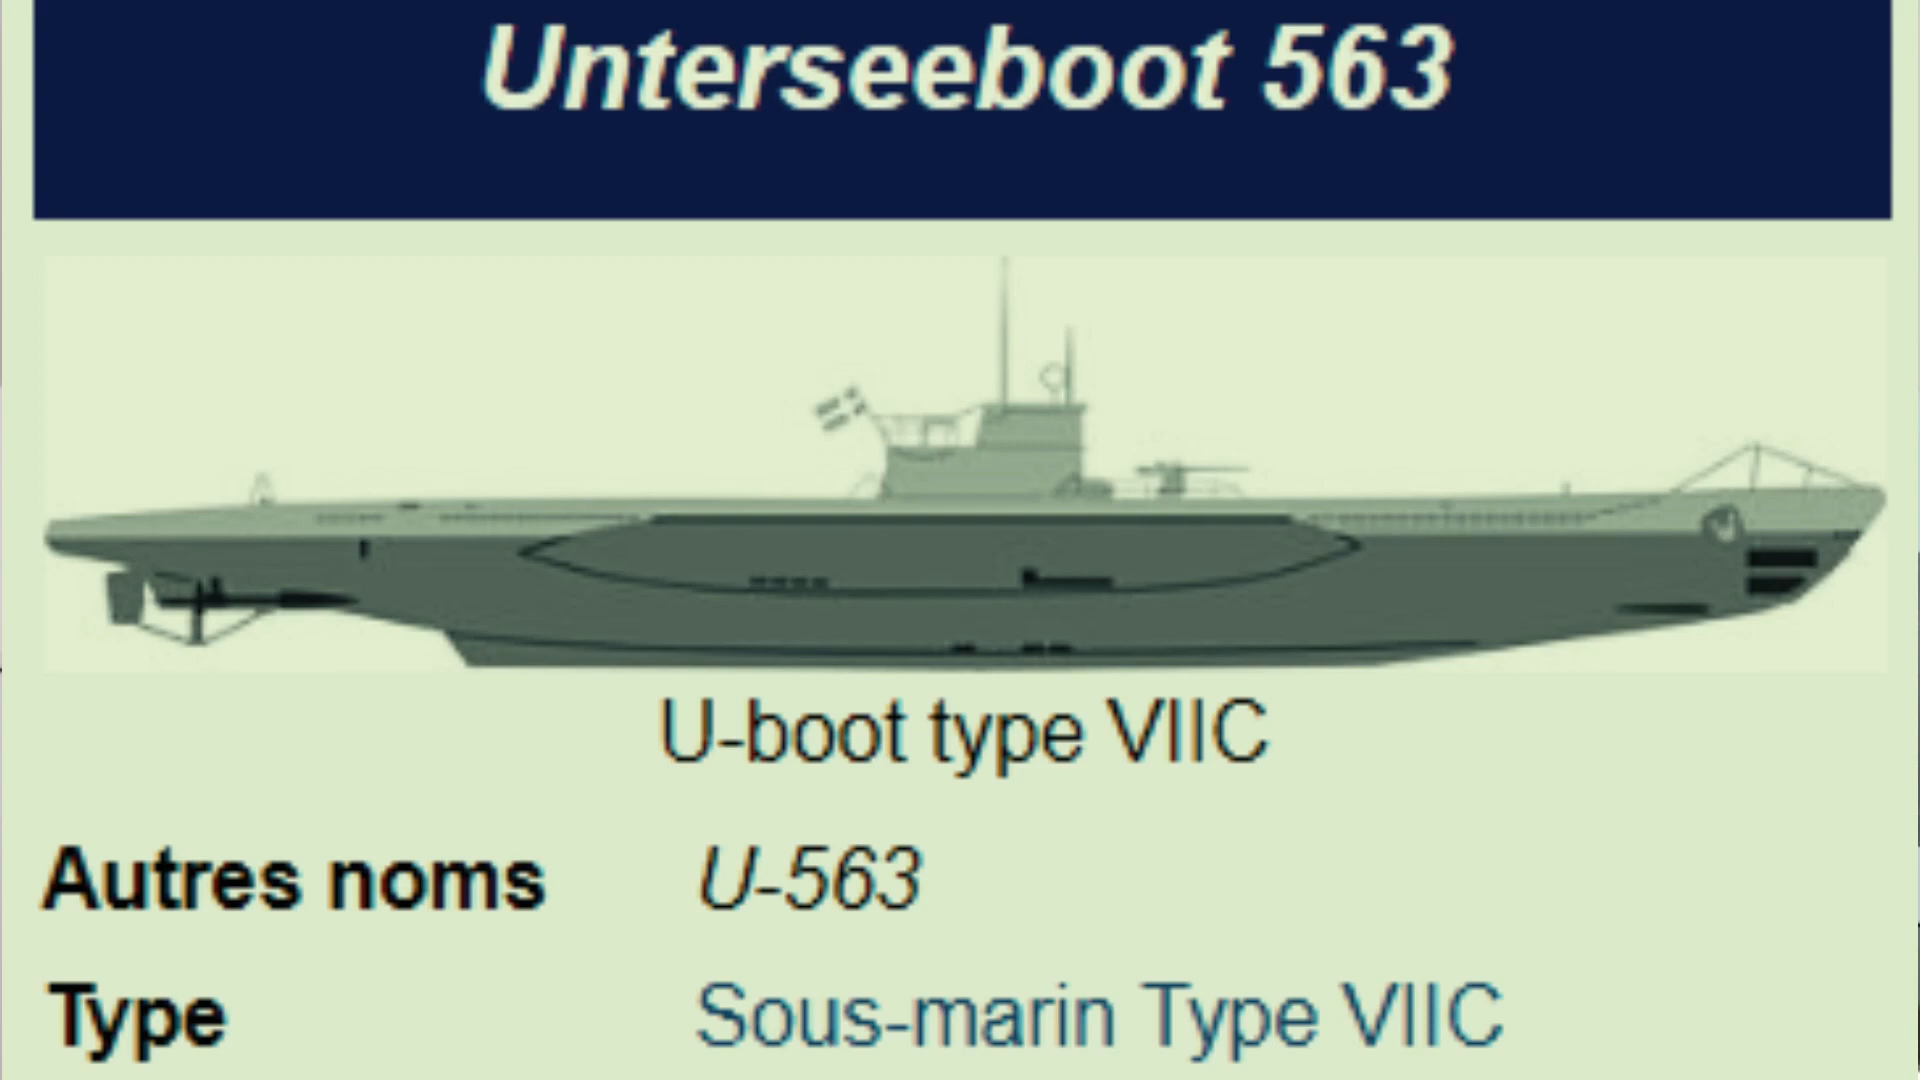 Unterseeboot 563
U-boot type VIIC
Autres noms U-563
Type Sous-marin Type VIIC